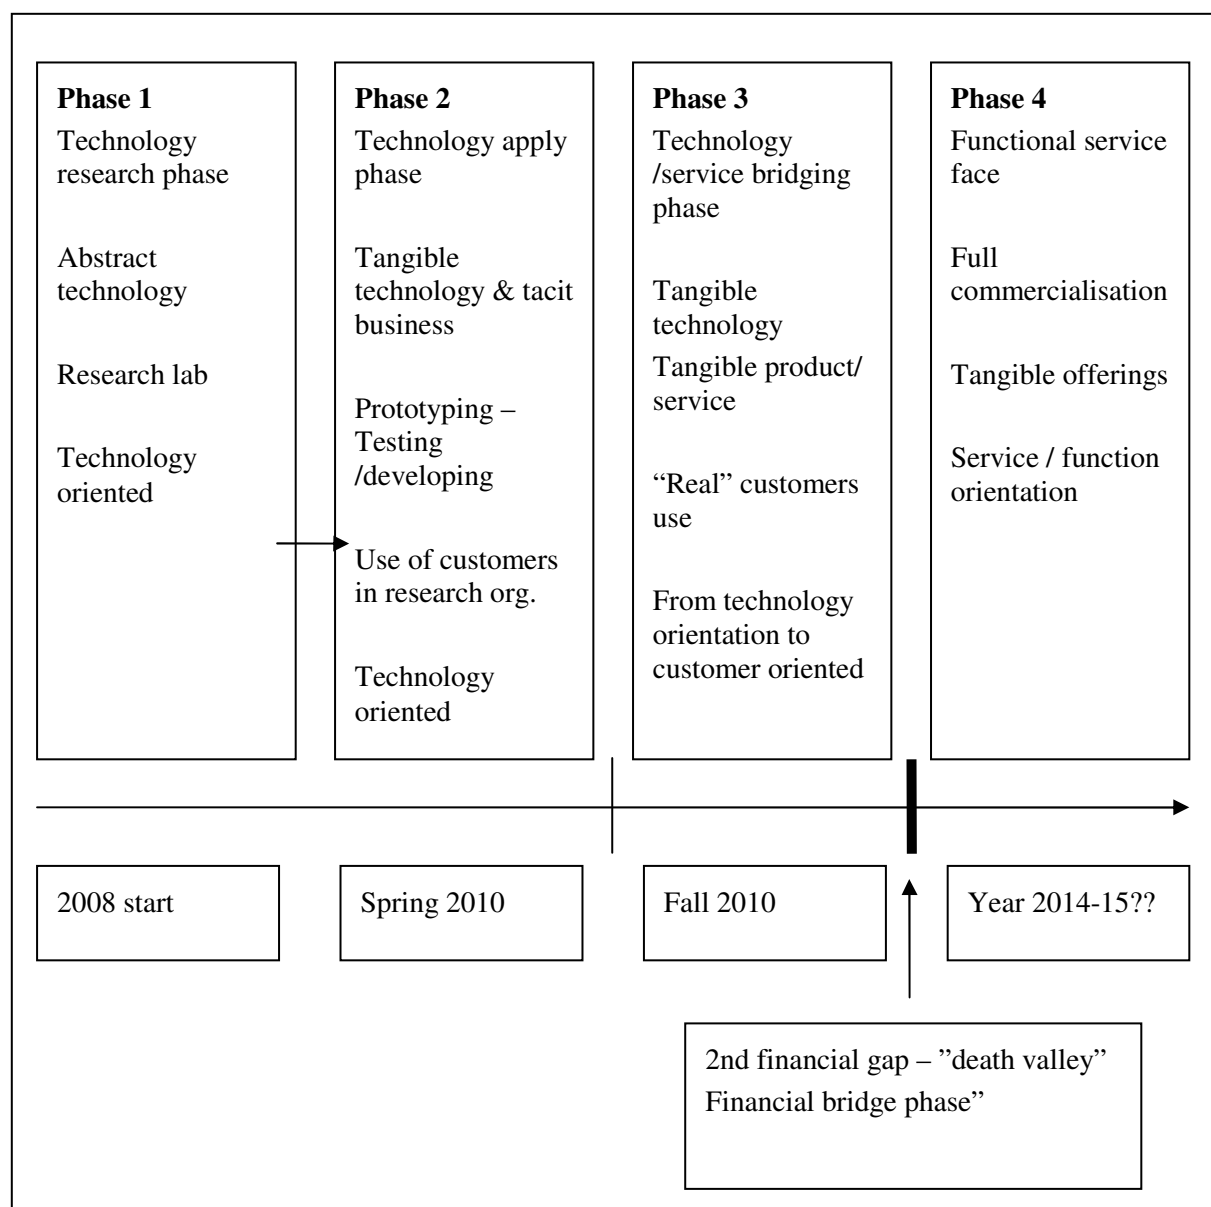 Phase 1
Technology
research phase
Abstract
technology
Research lab
Technology
oriented
Phase 2
Technology apply
phase
Tangible
technology & tacit
business
Prototyping –
Testing
/developing
Use of customers
in research org.
Technology
oriented
Phase 3
Technology
/service bridging
phase
Tangible
technology
Tangible product/
service
“Real” customers
use
From technology
orientation to
customer oriented
Phase 4
Functional service
face
Full
commercialisation
Tangible offerings
Service / function
orientation
2008 start
Spring 2010
Fall 2010
Year 2014-15??
2nd financial gap – ”death valley”
Financial bridge phase”